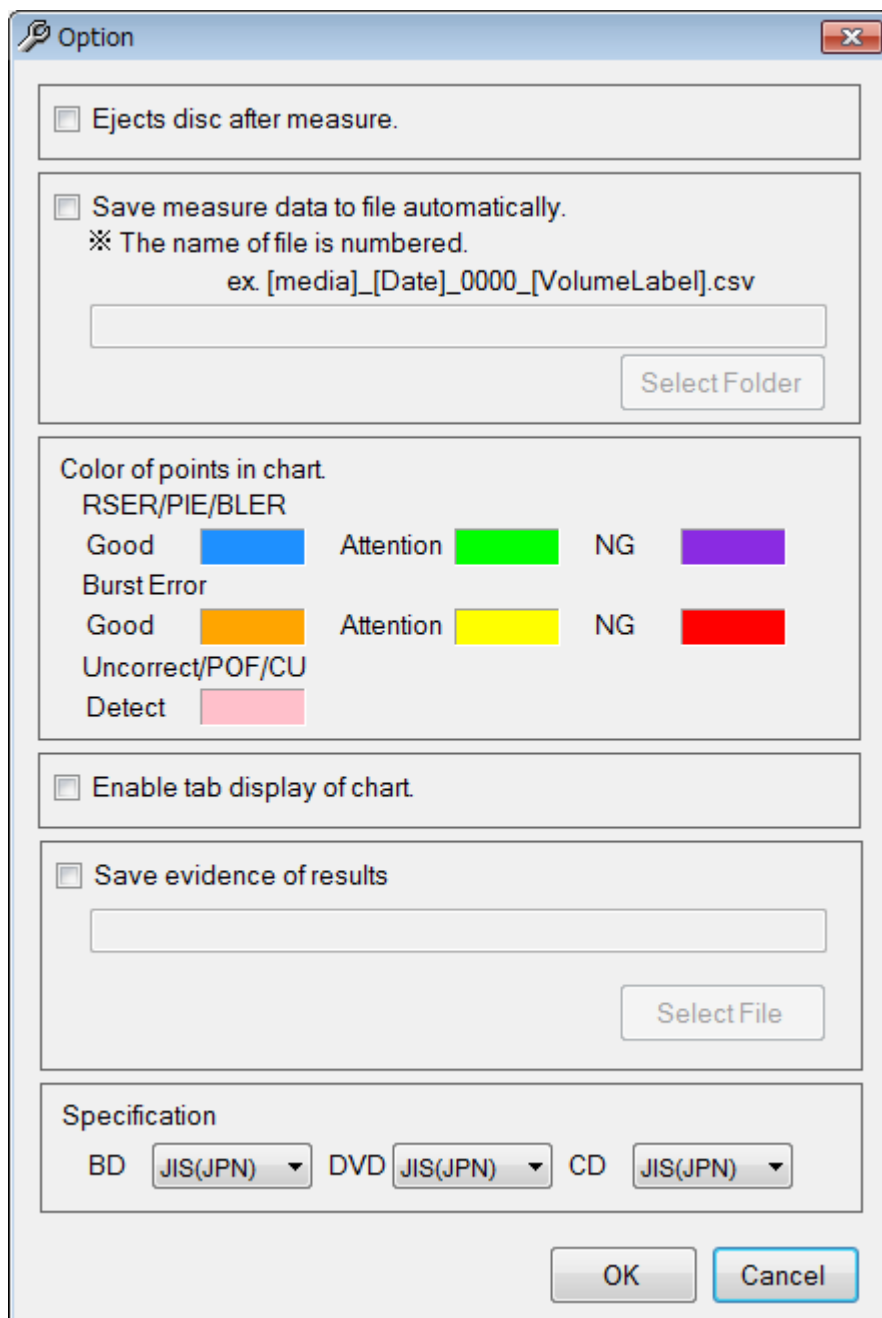 Option
Ejects disc after measure.
Save measure data to file automatically.
※ The name of file is numbered.
ex. [media]_[Date]_0000_[VolumeLabel].csv
Select Folder
Color of points in chart.
RSER/PIE/BLER
Good Attention NG
Burst Error
Good Attention NG
Uncorrect/POF/CU
Detect
Enable tab display of chart.
Save evidence of results
Select File
Specification
BD JIS(JPN) DVD JIS(JPN) CD JIS(JPN)
OK Cancel